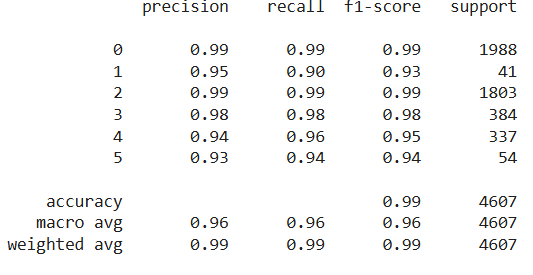 precision recall f1-score support
0 0.99 0.99 0.99 1988
1 0.95 0.90 0.93 41
2 0.99 0.99 0.99 1803
3 0.98 0.98 0.98 384
4 0.94 0.96 0.95 337
5 0.93 0.94 0.94 54
accuracy 0.99 4607
macro avg 0.96 0.96 0.96 4607
weighted avg 0.99 0.99 0.99 4607